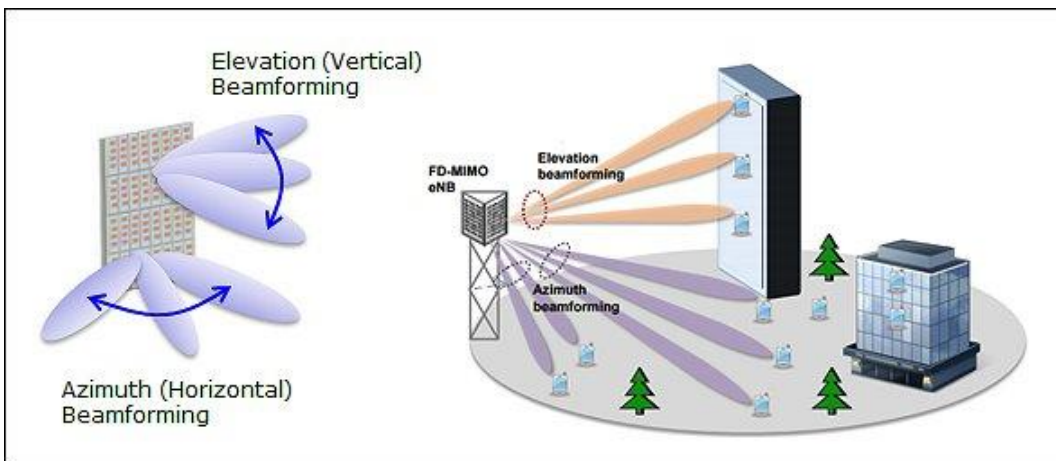 Elevation (Vertical)
Beamforming
Azimuth (Horizontal)
Beamforming
FD-MIMO
eNB
Elevation
beamforming
Azimuth
beamforming